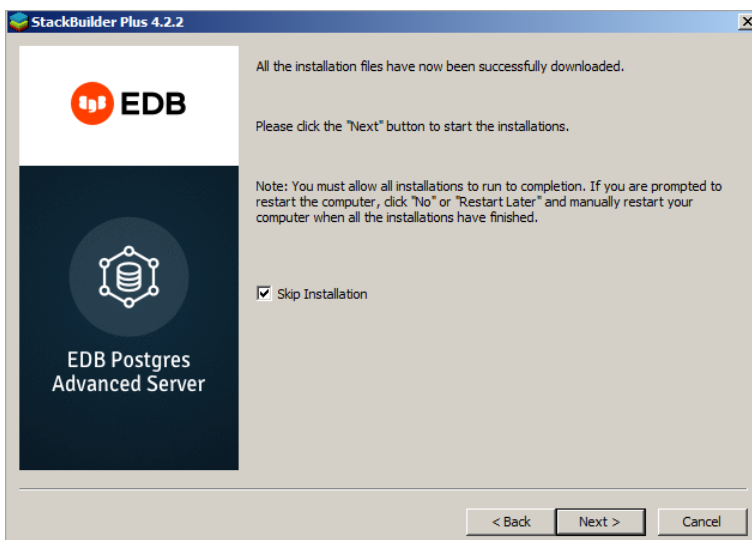 StackBuilder Plus 4.2.2
EDB
All the installation files have now been successfully downloaded.
Please click the "Next" button to start the installations.
Note: You must allow all installations to run to completion. If you are prompted to
restart the computer, click "No" or "Restart Later" and manually restart your
computer when all the installations have finished.
Skip Installation
EDB Postgres
Advanced Server
< Back
Next >
Cancel